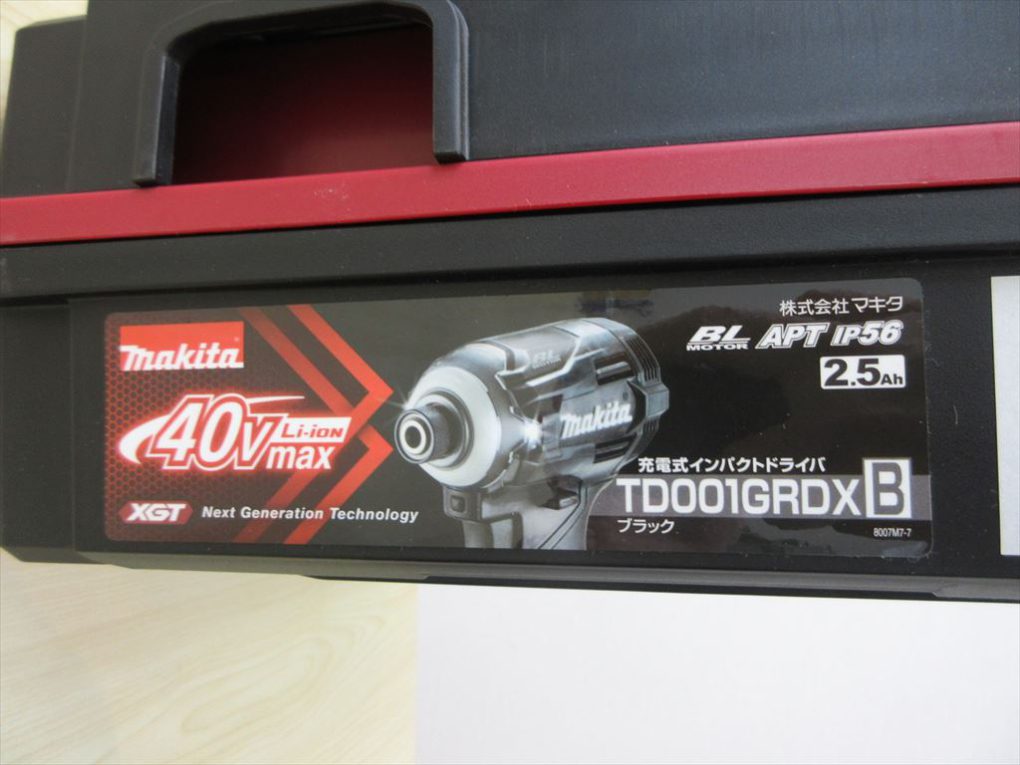 makita
40V max Li-ion
XGT Next Generation Technology
BL
makita
株式会社マキタ
BL MOTOR APT IP56
2.5Ah
充電式インパクトドライバ
TD001GRDX B
ブラック
8007M7-7